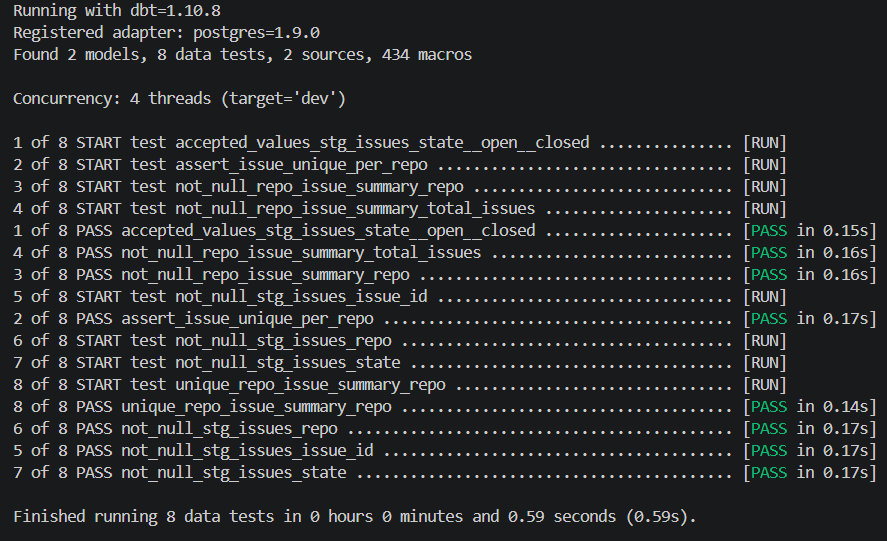 Running with dbt=1.10.8
Registered adapter: postgres=1.9.0
Found 2 models, 8 data tests, 2 sources, 434 macros
Concurrency: 4 threads (target='dev')
1 of 8 START test accepted_values_stg_issues_state__open__closed ............... [RUN]
2 of 8 START test assert_issue_unique_per_repo ................................. [RUN]
3 of 8 START test not_null_repo_issue_summary_repo ............................. [RUN]
4 of 8 START test not_null_repo_issue_summary_total_issues ..................... [RUN]
1 of 8 PASS accepted_values_stg_issues_state__open__closed ..................... [PASS in 0.15s]
4 of 8 PASS not_null_repo_issue_summary_total_issues ........................... [PASS in 0.16s]
3 of 8 PASS not_null_repo_issue_summary_repo ................................... [PASS in 0.16s]
5 of 8 START test not_null_stg_issues_issue_id ................................. [RUN]
2 of 8 PASS assert_issue_unique_per_repo ....................................... [PASS in 0.17s]
6 of 8 START test not_null_stg_issues_repo ..................................... [RUN]
7 of 8 START test not_null_stg_issues_state .................................... [RUN]
8 of 8 START test unique_repo_issue_summary_repo ............................... [RUN]
8 of 8 PASS unique_repo_issue_summary_repo ..................................... [PASS in 0.14s]
6 of 8 PASS not_null_stg_issues_repo ........................................... [PASS in 0.17s]
5 of 8 PASS not_null_stg_issues_issue_id ....................................... [PASS in 0.17s]
7 of 8 PASS not_null_stg_issues_state .......................................... [PASS in 0.17s]
Finished running 8 data tests in 0 hours 0 minutes and 0.59 seconds (0.59s).